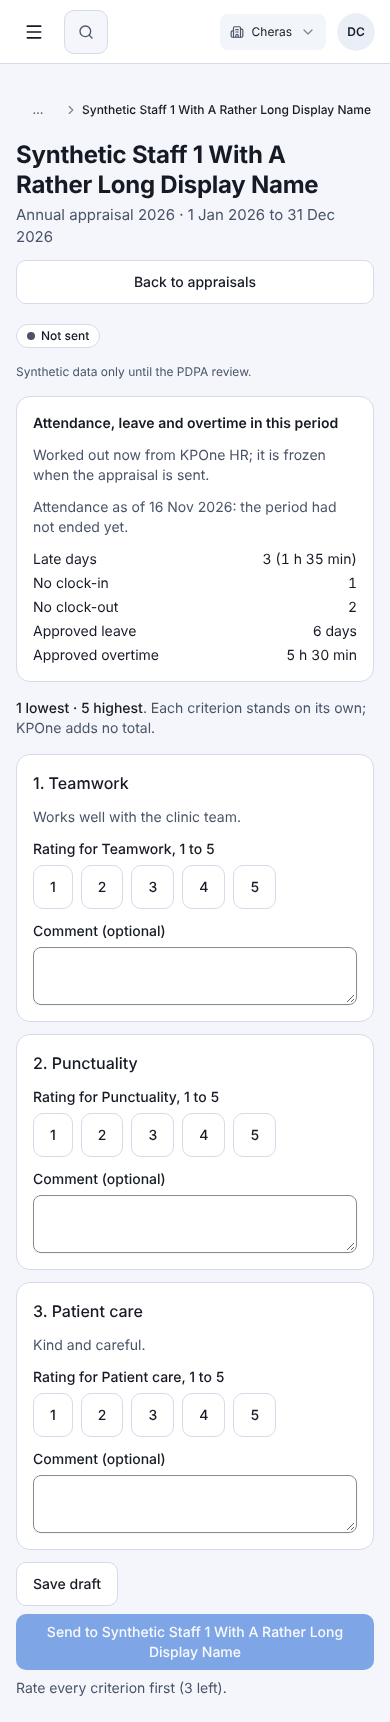 Cheras
DC
...
Synthetic Staff 1 With A Rather Long Display Name
Synthetic Staff 1 With A
Rather Long Display Name
Annual appraisal 2026 · 1 Jan 2026 to 31 Dec
2026
Back to appraisals
Not sent
Synthetic data only until the PDPA review.
Attendance, leave and overtime in this period
Worked out now from KPOne HR; it is frozen
when the appraisal is sent.
Attendance as of 16 Nov 2026: the period had
not ended yet.
Late days 3 (1 h 35 min)
No clock-in 1
No clock-out 2
Approved leave 6 days
Approved overtime 5 h 30 min
1 lowest · 5 highest. Each criterion stands on its own;
KPOne adds no total.
1. Teamwork
Works well with the clinic team.
Rating for Teamwork, 1 to 5
1 2 3 4 5
Comment (optional)
2. Punctuality
Rating for Punctuality, 1 to 5
1 2 3 4 5
Comment (optional)
3. Patient care
Kind and careful.
Rating for Patient care, 1 to 5
1 2 3 4 5
Comment (optional)
Save draft
Send to Synthetic Staff 1 With A Rather Long
Display Name
Rate every criterion first (3 left).